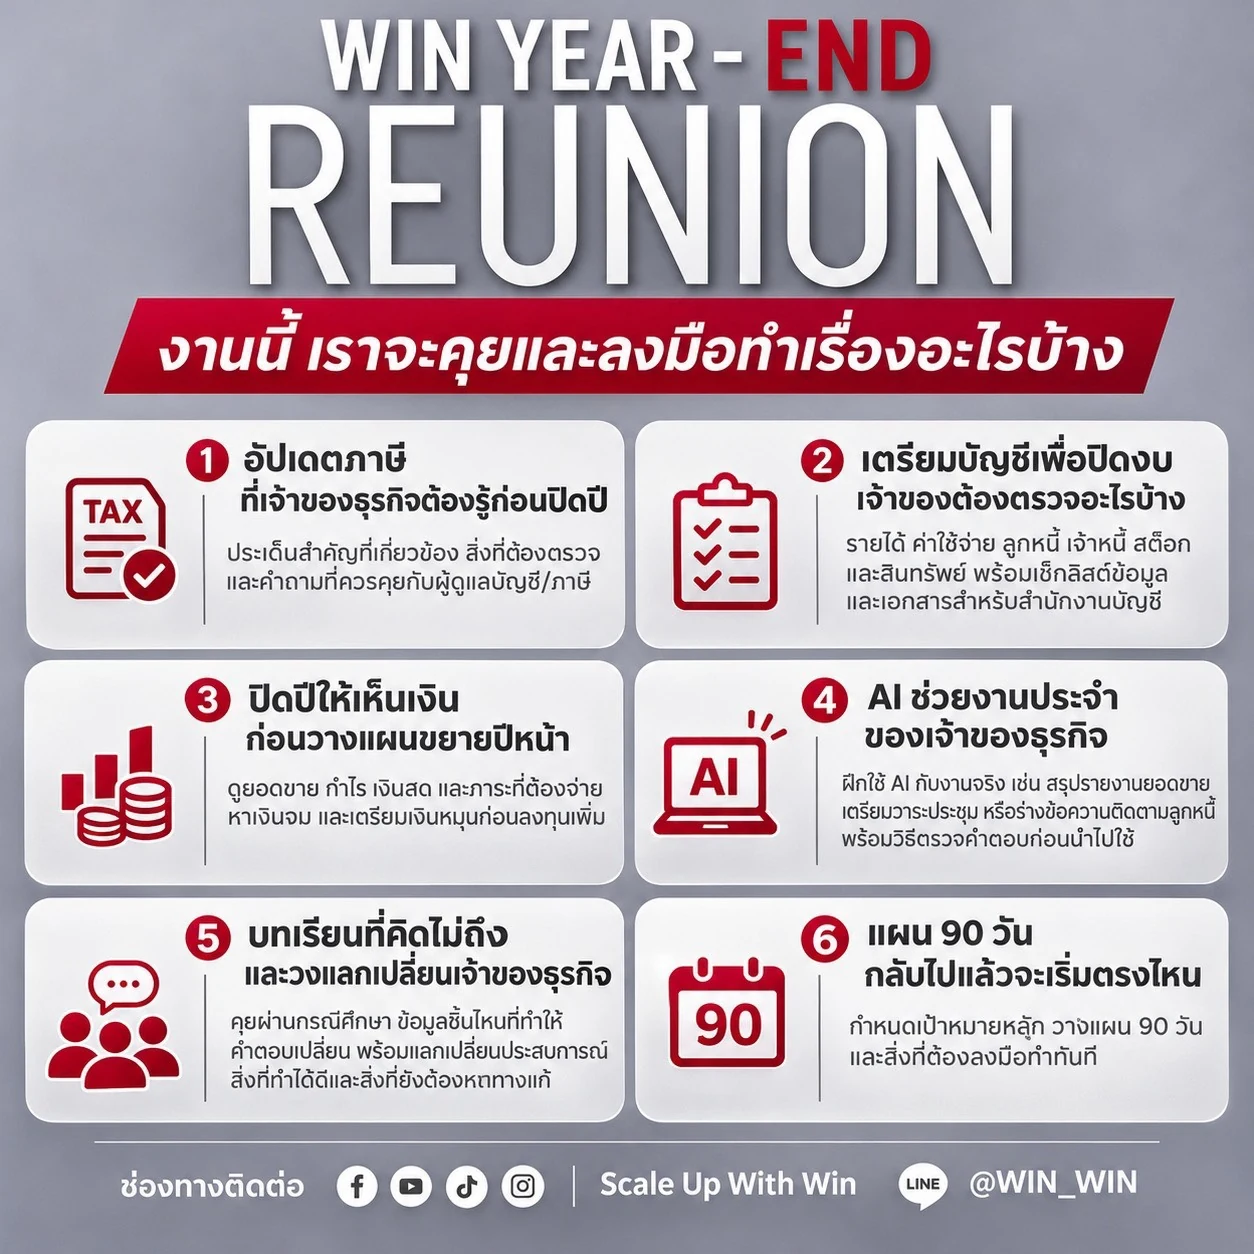 WIN YEAR - END
REUNION
งานนี้ เราจะคุยและลงมือทำเรื่องอะไรบ้าง
1 อัปเดตภาษี
ที่เจ้าของธุรกิจต้องรู้ก่อนปิดปี
TAX
ประเด็นสำคัญที่เกี่ยวข้อง สิ่งที่ต้องตรวจ
และคำถามที่ควรคุยกับผู้ดูแลบัญชี/ภาษี
2 เตรียมบัญชีเพื่อปิดงบ
เจ้าของต้องตรวจอะไรบ้าง
รายได้ ค่าใช้จ่าย ลูกหนี้ เจ้าหนี้ สต็อก
และสินทรัพย์ พร้อมเช็กลิสต์ข้อมูล
และเอกสารสำหรับสำนักงานบัญชี
3 ปิดปีให้เห็นเงิน
ก่อนวางแผนขยายปีหน้า
ดูยอดขาย กำไร เงินสด และภาระที่ต้องจ่าย
หาเงินจม และเตรียมเงินหมุนก่อนลงทุนเพิ่ม
4 AI ช่วยงานประจำ
ของเจ้าของธุรกิจ
AI
ฝึกใช้ AI กับงานจริง เช่น สรุปรายงานยอดขาย
เตรียมวาระประชุม หรือร่างข้อความติดตามลูกหนี้
พร้อมวิธีตรวจคำตอบก่อนนำไปใช้
5 บทเรียนที่คิดไม่ถึง
และวงแลกเปลี่ยนเจ้าของธุรกิจ
คุยผ่านกรณีศึกษา ข้อมูลชิ้นไหนที่ทำให้
คำตอบเปลี่ยน พร้อมแลกเปลี่ยนประสบการณ์
สิ่งที่ทำได้ดีและสิ่งที่ยังต้อง
6 แผน 90 วัน
กลับไปแล้วจะเริ่มตรงไหน
90
กำหนดเป้าหมายหลัก วางแผน 90 วัน
และสิ่งที่ต้องลงมือทำทันที
ช่องทางติดต่อ
Scale Up With Win
LINE @WIN_WIN